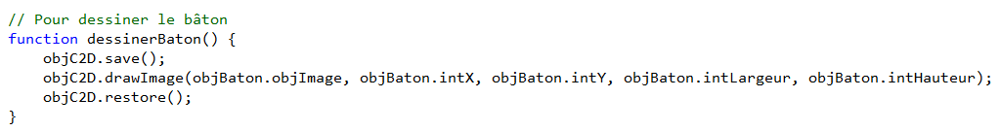 // Pour dessiner le bâton
function dessinerBaton() {
    objC2D.save();
    objC2D.drawImage(objBaton.objImage, objBaton.intX, objBaton.intY, objBaton.intLargeur, objBaton.intHauteur);
    objC2D.restore();
}